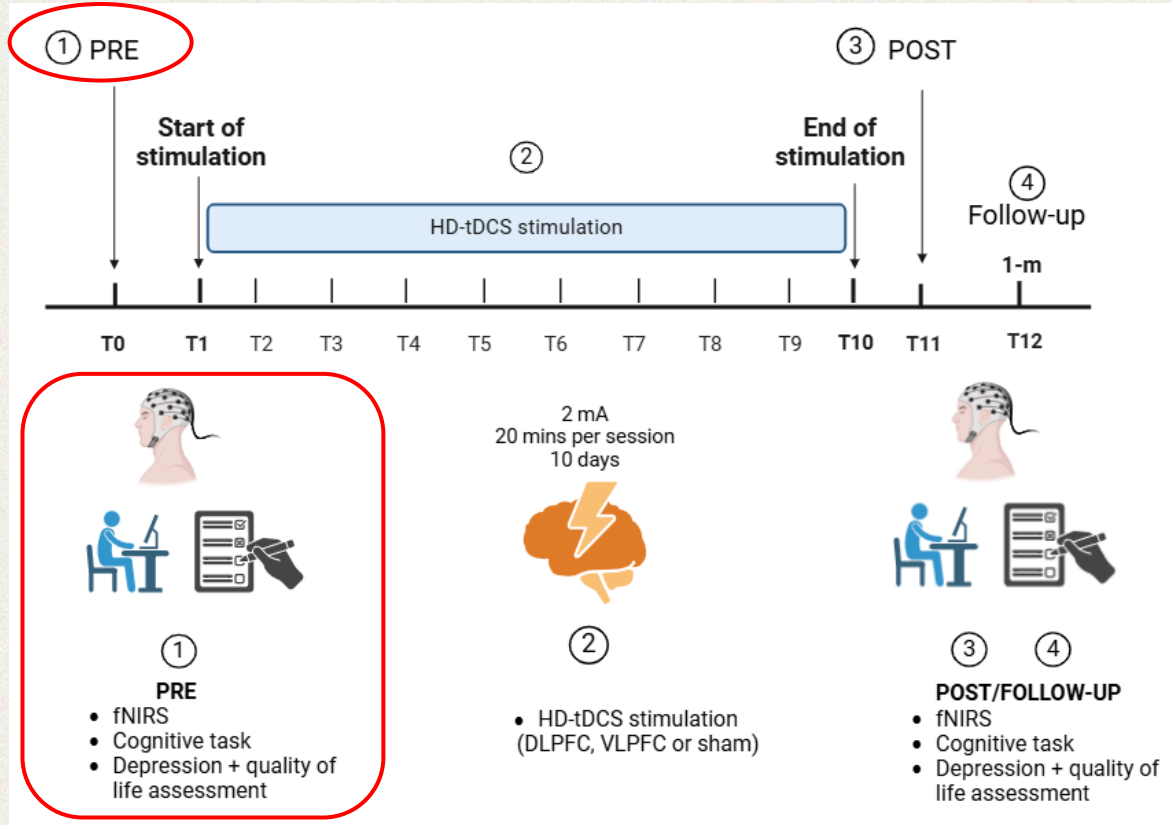 ① PRE
③ POST
Start of
stimulation
②
End of
stimulation
④
Follow-up
HD-tDCS stimulation
1-m
T0 T1 T2 T3 T4 T5 T6 T7 T8 T9 T10 T11 T12
2 mA
20 mins per session
10 days
①
PRE
• fNIRS
• Cognitive task
• Depression + quality of
life assessment
②
• HD-tDCS stimulation
(DLPFC, VLPFC or sham)
③ ④
POST/FOLLOW-UP
• fNIRS
• Cognitive task
• Depression + quality of
life assessment